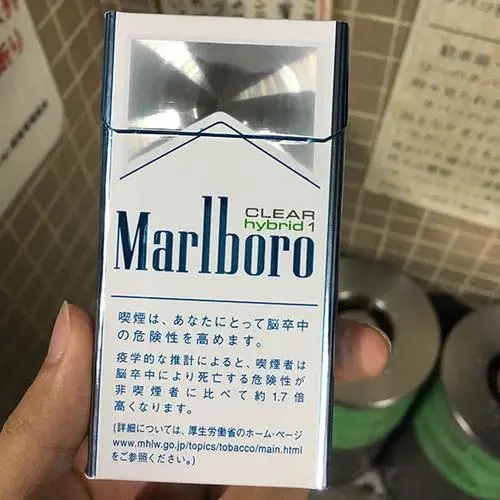 CLEAR
hybrid 1
Marlboro
喫煙は、あなたにとって脳卒中
の危険性を高めます。
疫学的な推計によると、喫煙者は
脳卒中により死亡する危険性が
非喫煙者に比べて約1.7倍
高くなります。
(詳細については、厚生労働省のホーム・ページ
www.mhlw.go.jp/topics/tobacco/main.html
をご参照ください。)